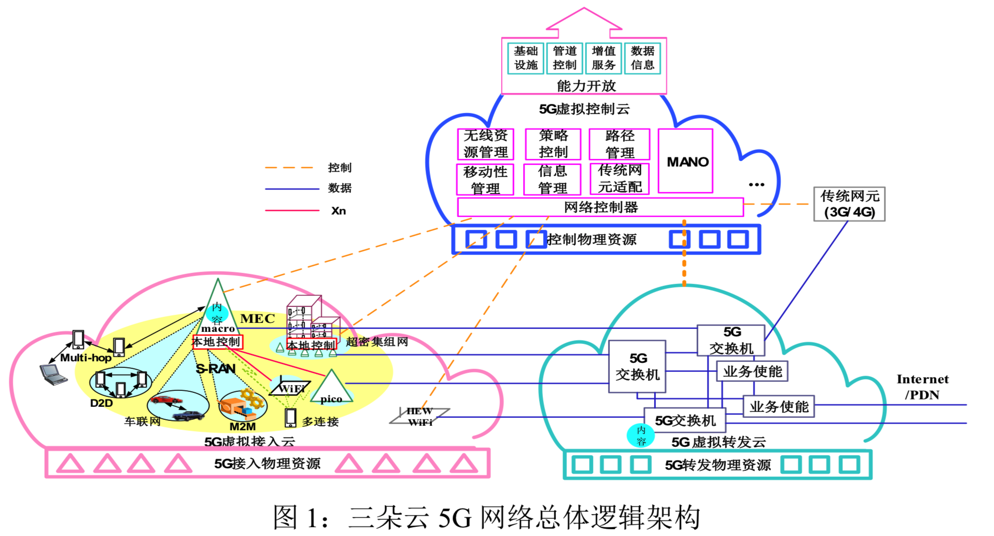 基础设施
管道控制
增值服务
数据信息
能力开放
5G虚拟控制云
无线资源管理
策略控制
路径管理
MANO
移动性管理
信息管理
传统网元适配
...
网络控制器
控制物理资源
控制
数据
Xn
传统网元
(3G/4G)
内容
macro
MEC
本地控制
本地控制
超密集组网
Multi-hop
S-RAN
D2D
WiFi
pico
车联网
M2M
多连接
HEW
WiFi
5G虚拟接入云
5G接入物理资源
5G
交换机
5G
交换机
业务使能
业务使能
5G交换机
内容
5G虚拟转发云
5G转发物理资源
Internet
/PDN
图 1：三朵云 5G 网络总体逻辑架构